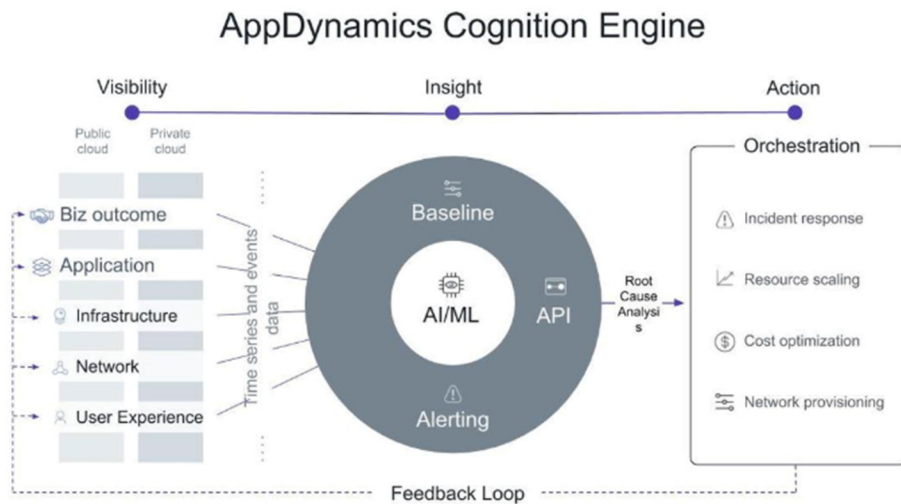 AppDynamics Cognition Engine
Visibility
Insight
Action
Public
cloud
Private
cloud
Biz outcome
Application
Infrastructure
Network
User Experience
Time series and events
data
Baseline
AI/ML
API
Alerting
Root
Cause
Analysi
s
Orchestration
Incident response
Resource scaling
Cost optimization
Network provisioning
Feedback Loop